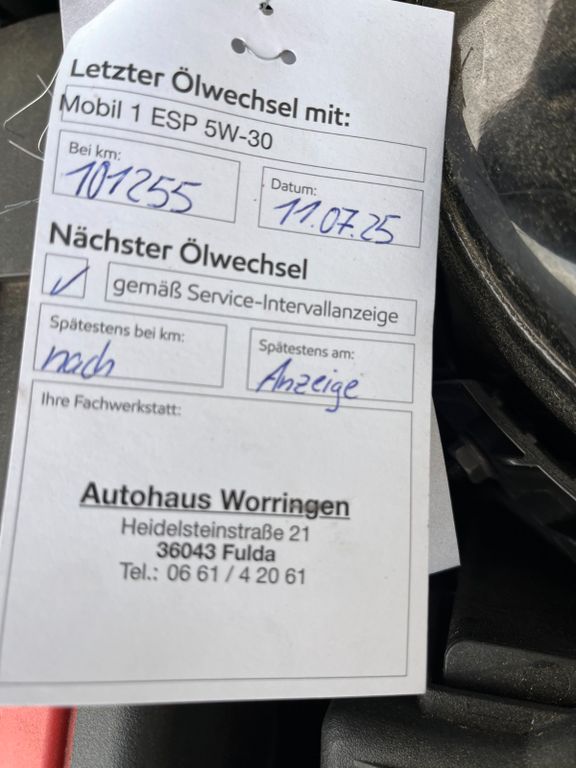 Letzter Ölwechsel mit:
Mobil 1 ESP 5W-30
Bei km:
101255
Datum:
11.07.25
Nächster Ölwechsel
gemäß Service-Intervallanzeige
Spätestens bei km:
nach
Spätestens am:
Anzeige
Ihre Fachwerkstatt:
Autohaus Worringen
Heidelsteinstraße 21
36043 Fulda
Tel.: 06 61 / 4 20 61